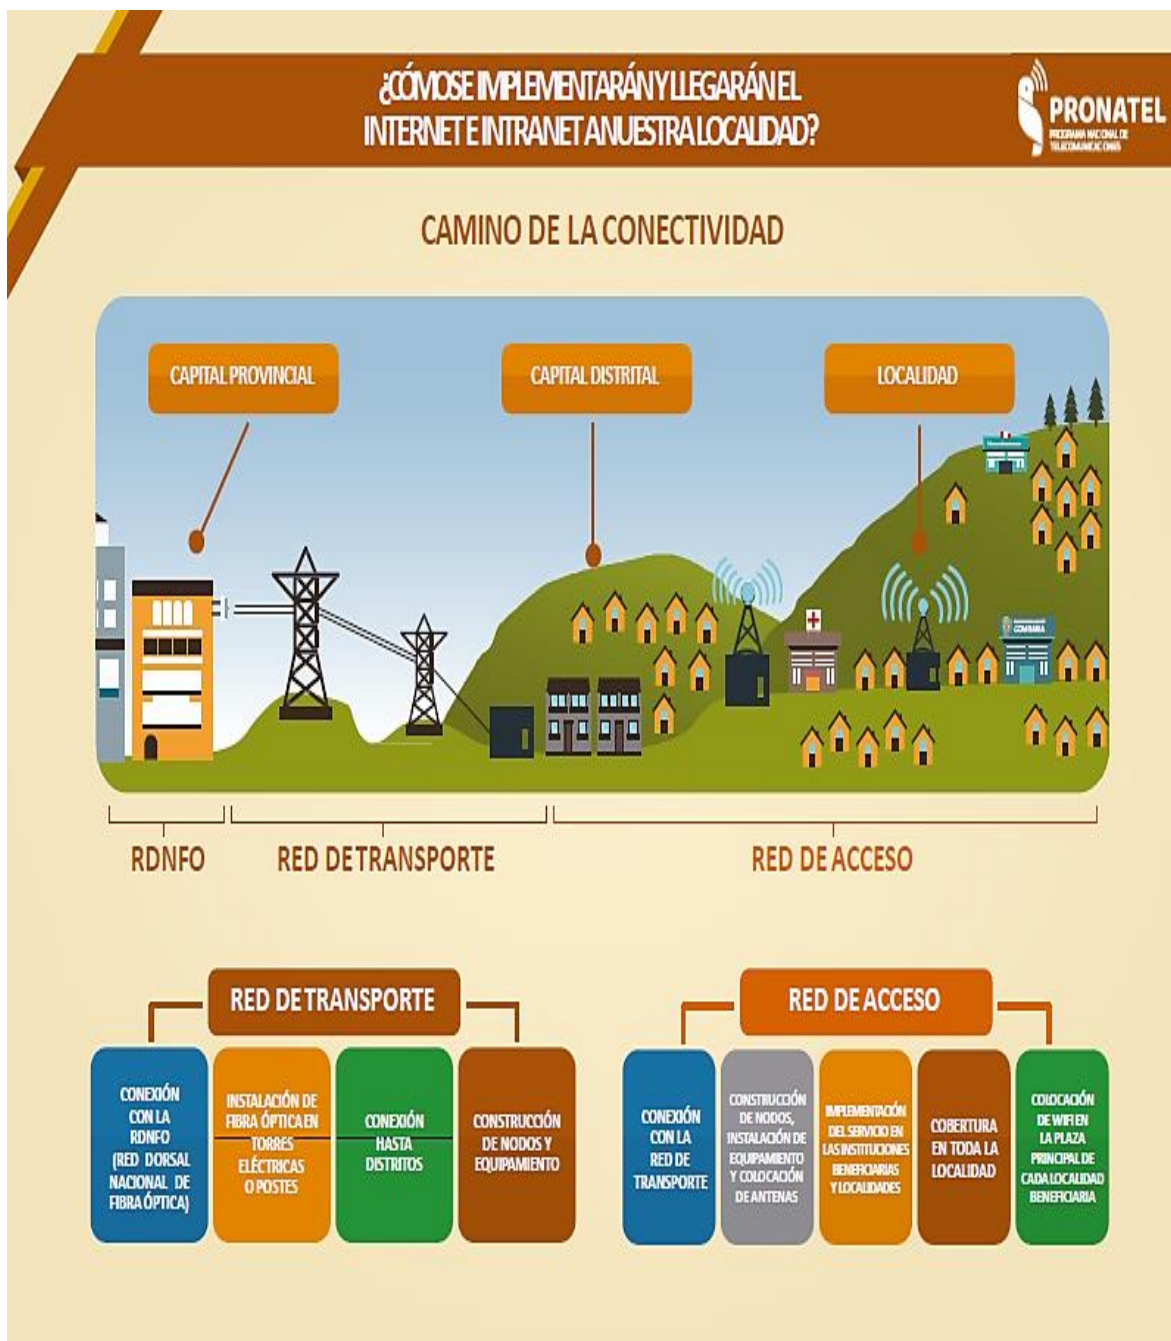 ¿CÓMO SE IMPLEMENTARÁN Y LLEGARÁN EL
INTERNET E INTRANET A NUESTRA LOCALIDAD?
PRONATEL
PROGRAMA NACIONAL DE
TELECOMUNICACIONES
CAMINO DE LA CONECTIVIDAD
CAPITAL PROVINCIAL
CAPITAL DISTRITAL
LOCALIDAD
RDNFO
RED DE TRANSPORTE
RED DE ACCESO
RED DE TRANSPORTE
CONEXIÓN
CON LA
RDNFO
(RED DORSAL
NACIONAL DE
FIBRA ÓPTICA)
INSTALACIÓN DE
FIBRA ÓPTICA EN
TORRES
ELÉCTRICAS
O POSTES
CONEXIÓN
HASTA
DISTRITOS
CONSTRUCCIÓN
DE NODOS Y
EQUIPAMIENTO
RED DE ACCESO
CONEXIÓN
CON LA
RED DE
TRANSPORTE
CONSTRUCCIÓN
DE NODOS,
INSTALACIÓN DE
EQUIPAMIENTO
Y COLOCACIÓN
DE ANTENAS
IMPLEMENTACIÓN
DEL SERVICIO EN
LAS INSTITUCIONES
BENEFICIARIAS
Y LOCALIDADES
COBERTURA
EN TODA LA
LOCALIDAD
COLOCACIÓN
DE WIFI EN
LA PLAZA
PRINCIPAL DE
CADA LOCALIDAD
BENEFICIARIA